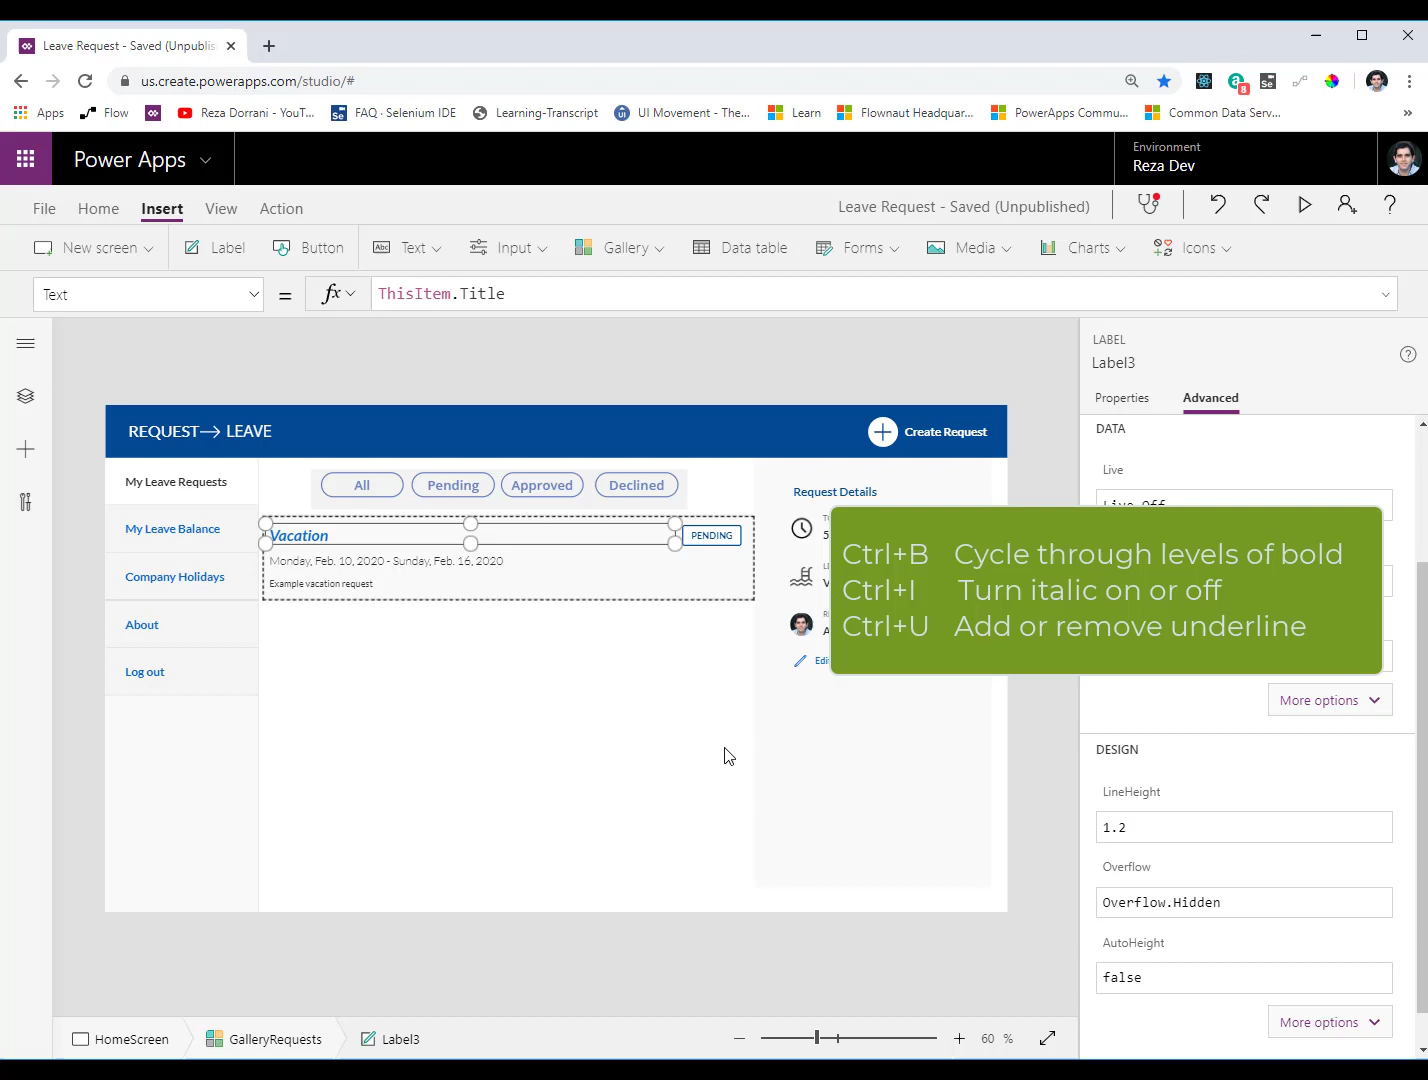 Leave Request - Saved (Unpublis
us.create.powerapps.com/studio/#
8
Se
Apps
Flow
Reza Dorrani - YouT...
Se
FAQ · Selenium IDE
Learning-Transcript
UI Movement - The...
Learn
Flownaut Headquar...
PowerApps Commu...
Common Data Serv...
»
Power Apps
Environment
Reza Dev
File
Home
Insert
View
Action
Leave Request - Saved (Unpublished)
?
New screen
Label
Button
Abc
Text
Input
Gallery
Data table
Forms
Media
Charts
Icons
Text
=
fx
ThisItem.Title
LABEL
Label3
?
Properties
Advanced
DATA
Live
REQUEST→ LEAVE
Create Request
My Leave Requests
My Leave Balance
Company Holidays
About
Log out
All
Pending
Approved
Declined
Vacation
PENDING
Monday, Feb. 10, 2020 - Sunday, Feb. 16, 2020
Example vacation request
Request Details
5
V
A
Edi
Ctrl+B Cycle through levels of bold
Ctrl+I Turn italic on or off
Ctrl+U Add or remove underline
More options
DESIGN
LineHeight
1.2
Overflow
Overflow.Hidden
AutoHeight
false
More options
HomeScreen
GalleryRequests
Label3
60 %